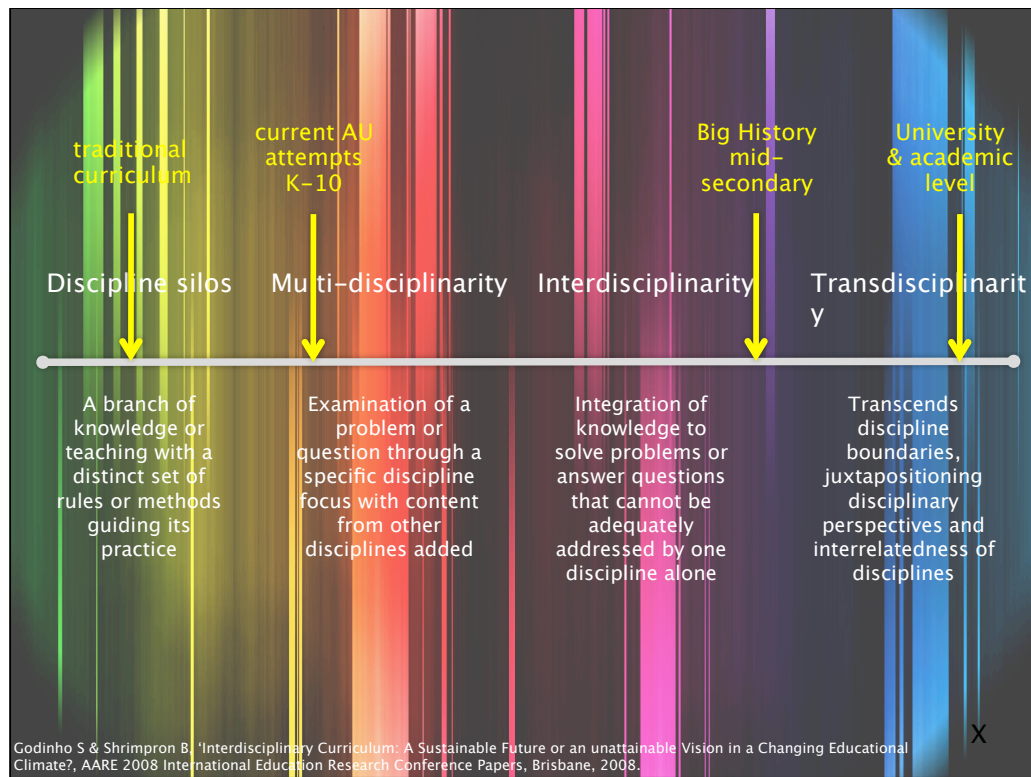 traditional
curriculum
current AU
attempts
K-10
Big History
mid-
secondary
University
& academic
level
Discipline silos
Multi-disciplinarity
Interdisciplinarity
Transdisciplinarit
y
A branch of
knowledge or
teaching with a
distinct set of
rules or methods
guiding its
practice
Examination of a
problem or
question through a
specific discipline
focus with content
from other
disciplines added
Integration of
knowledge to
solve problems or
answer questions
that cannot be
adequately
addressed by one
discipline alone
Transcends
discipline
boundaries,
juxtapositioning
disciplinary
perspectives and
interrelatedness of
disciplines
X
Godinho S & Shrimpron B, ‘Interdisciplinary Curriculum: A Sustainable Future or an unattainable Vision in a Changing Educational
Climate?, AARE 2008 International Education Research Conference Papers, Brisbane, 2008.